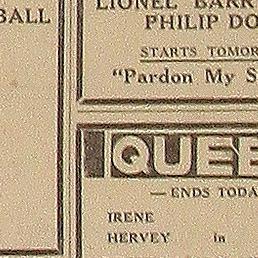 BALL
LIONEL BARR
PHILIP DO
STARTS TOMOR
"Pardon My S
QUEE
— ENDS TODA
IRENE
HERVEY in